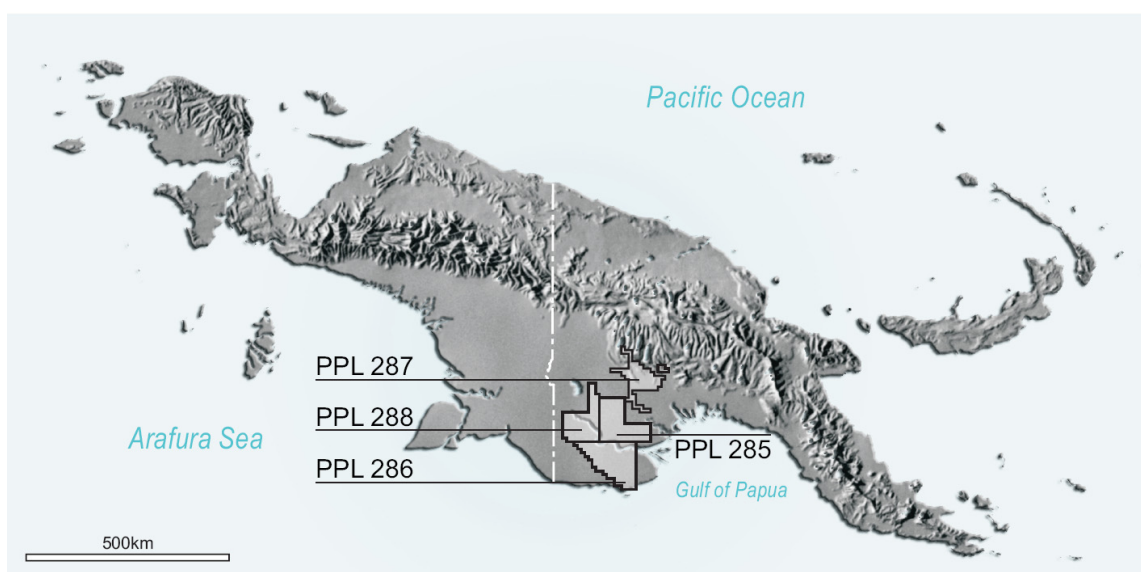 Pacific Ocean
PPL 287
PPL 288
Arafura Sea
PPL 285
PPL 286
Gulf of Papua
500km